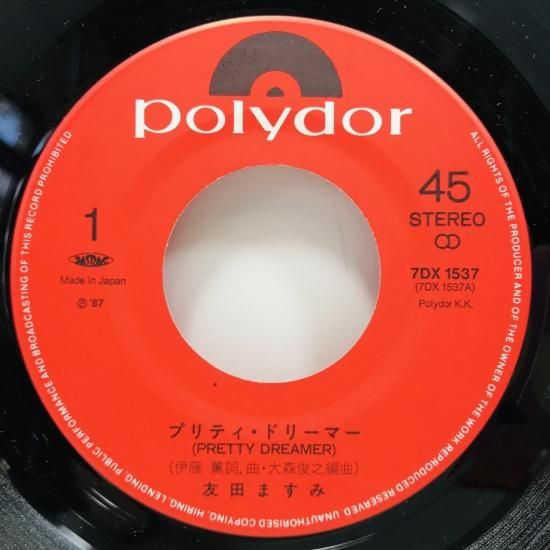 polydor
1
JASRAC
Made in Japan
Ⓟ '87
45
STEREO
7DX 1537
(7DX 1537A)
Polydor K.K.
プリティ・ドリーマー
(PRETTY DREAMER)
(伊藤 薫詞,曲・大森俊之編曲)
友田ますみ
ALL RIGHTS OF THE PRODUCER AND OF THE OWNER OF THE WORK REPRODUCED RESERVED. UNAUTHORISED COPYING, HIRING, LENDING, PUBLIC PERFORMANCE AND BROADCASTING OF THIS RECORD PROHIBITED